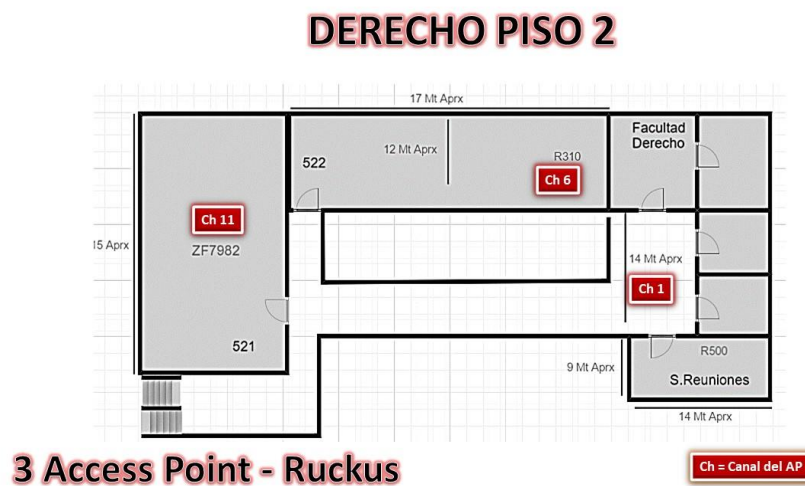 DERECHO PISO 2
17 Mt Aprx
Facultad
Derecho
12 Mt Aprx
R310
522
Ch 6
Ch 11
ZF7982
15 Aprx
14 Mt Aprx
Ch 1
521
R500
9 Mt Aprx
S.Reuniones
14 Mt Aprx
3 Access Point - Ruckus
Ch = Canal del AP